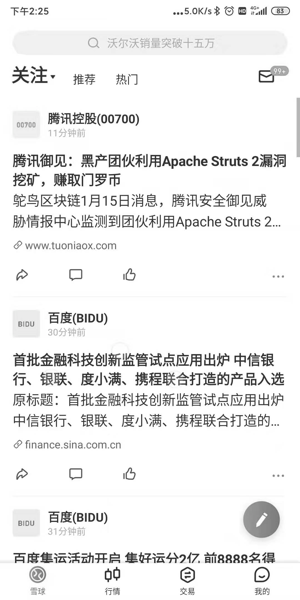 下午2:25
...5.0K/s 4G 63
沃尔沃销量突破十五万
关注 推荐 热门 99+
00700 腾讯控股(00700)
11分钟前
腾讯御见：黑产团伙利用Apache Struts 2漏洞
挖矿，赚取门罗币
鸵鸟区块链1月15日消息，腾讯安全御见威
胁情报中心监测到团伙利用Apache Struts 2...
www.tuoniaox.com
BIDU 百度(BIDU)
30分钟前
首批金融科技创新监管试点应用出炉 中信银
行、银联、度小满、携程联合打造的产品入选
原标题：首批金融科技创新监管试点应用出炉
中信银行、银联、度小满、携程联合打造的...
finance.sina.com.cn
BIDU 百度(BIDU)
31分钟前
百度集运活动开启 集好运分2亿 前8888名得
雪球 行情 交易 我的